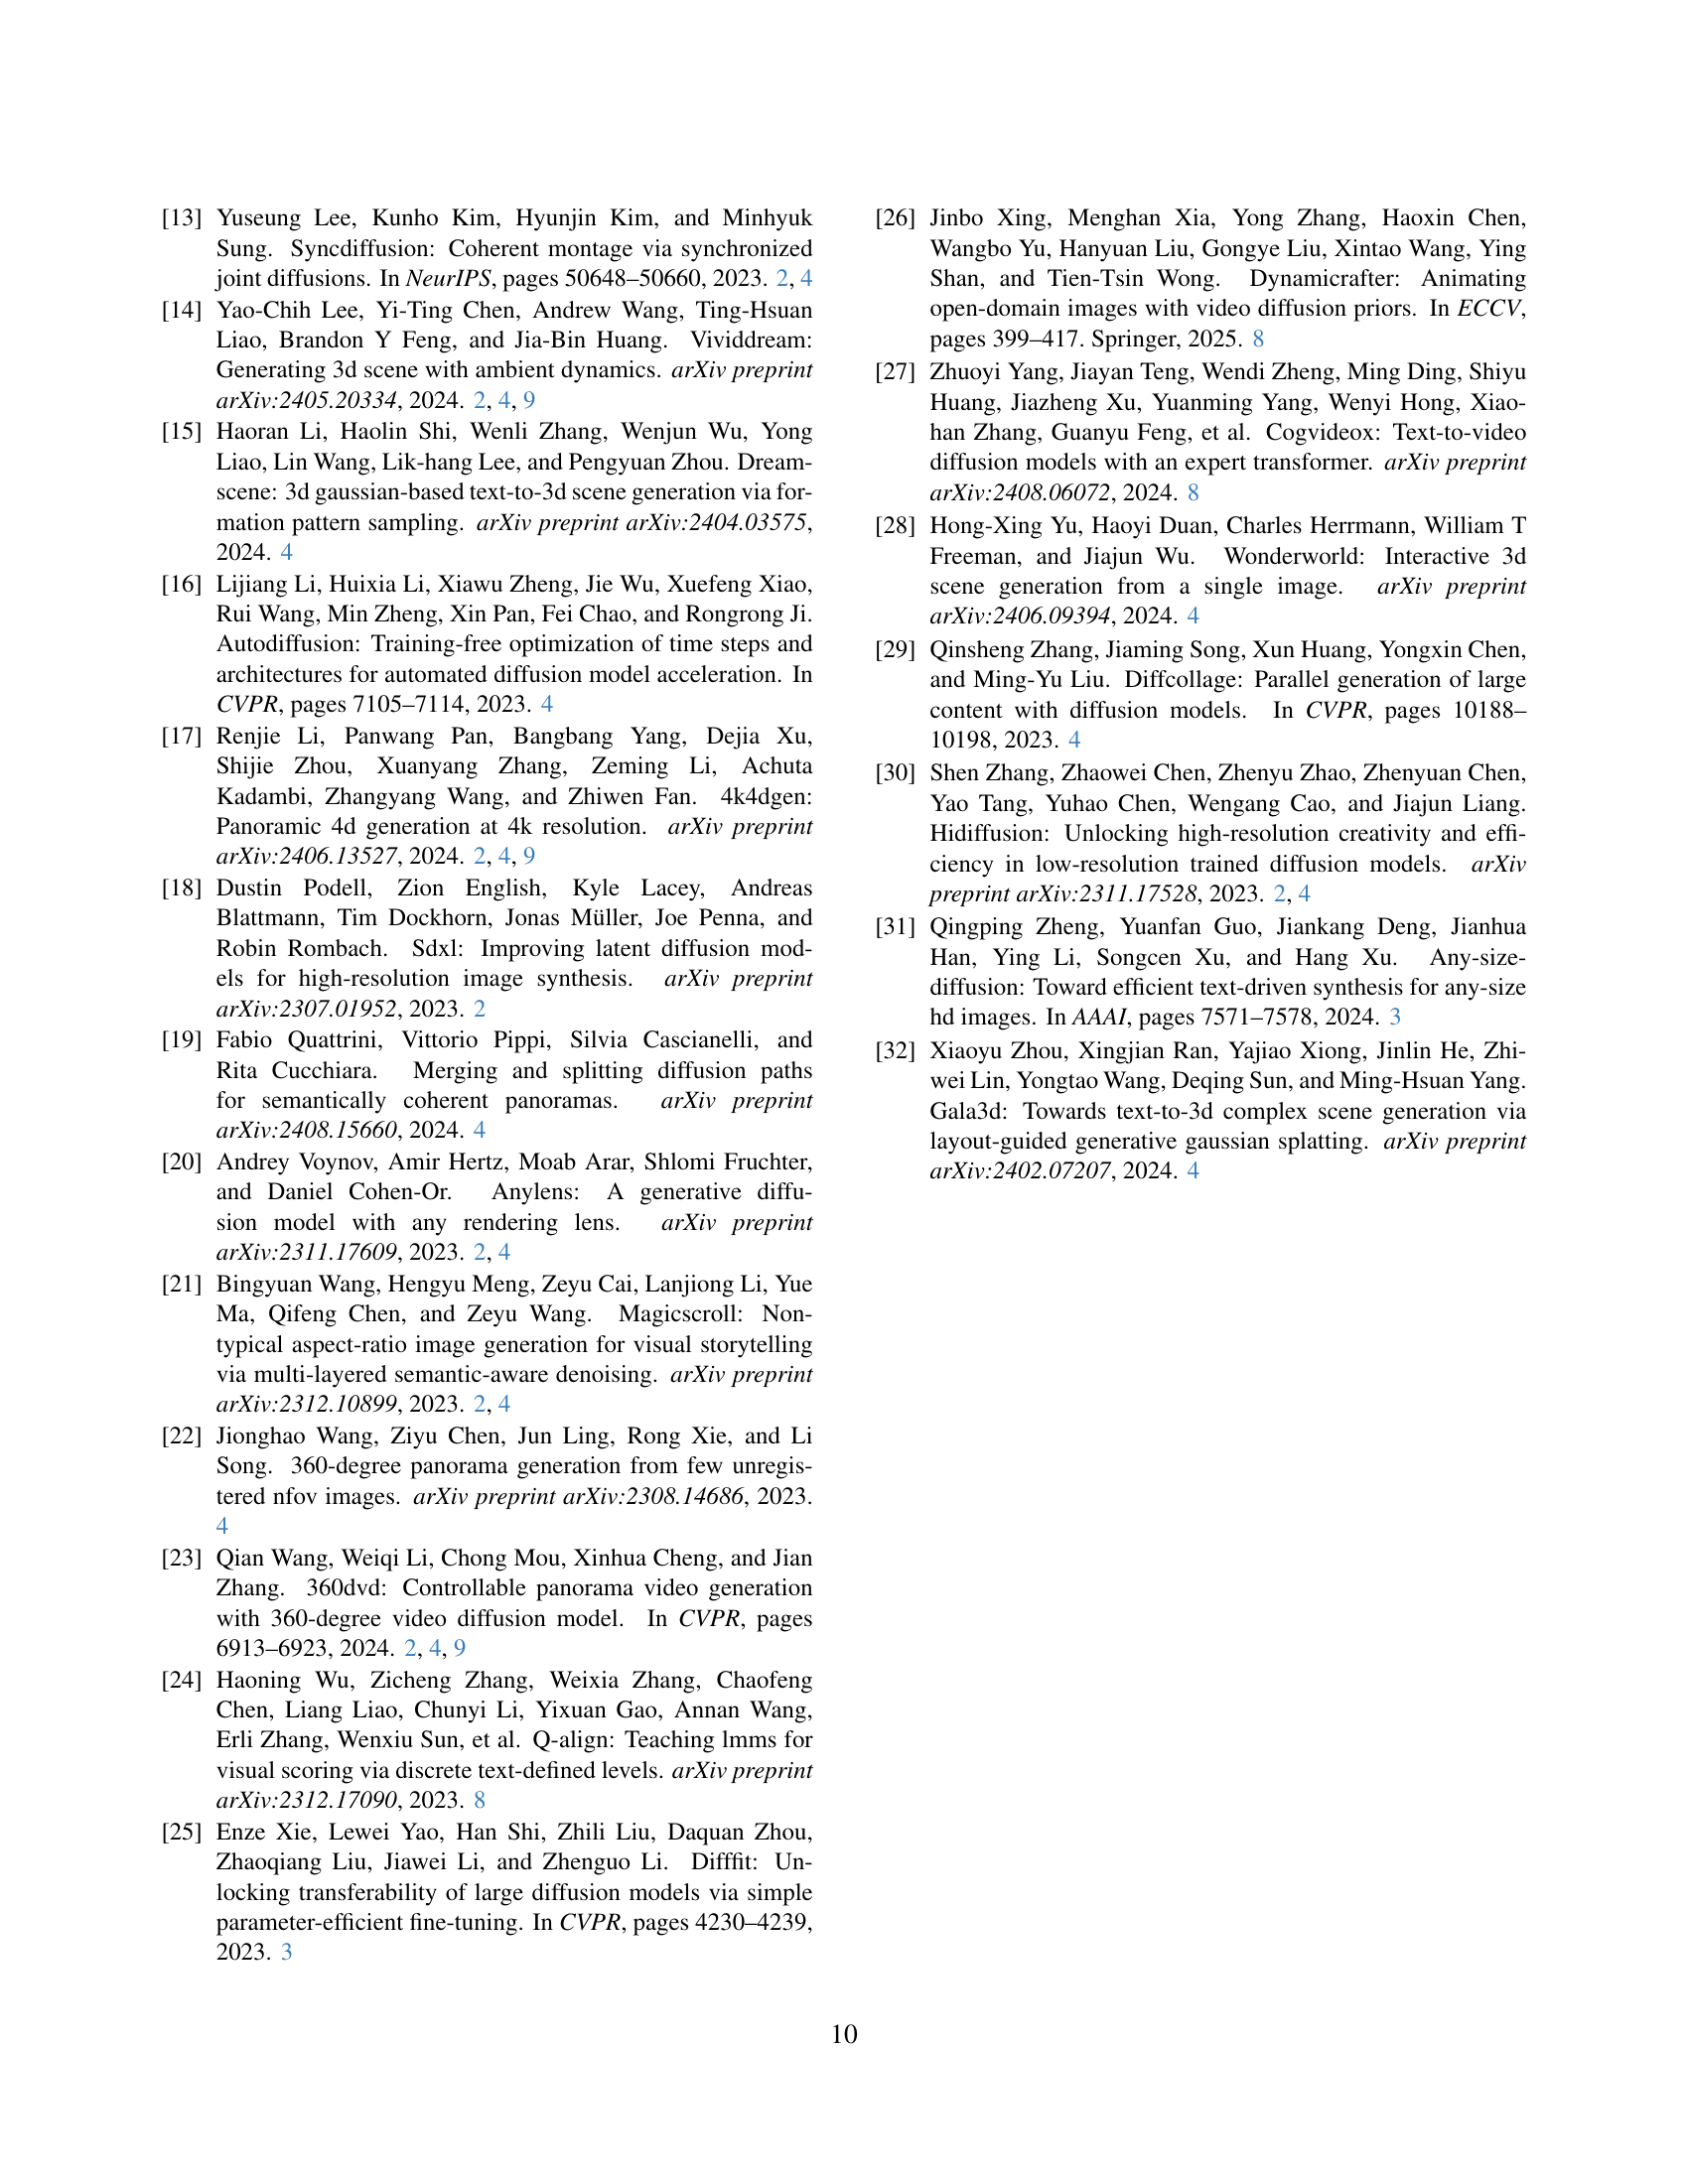 [13] Yuseung Lee, Kunho Kim, Hyunjin Kim, and Minhyuk
Sung. Syncdiffusion: Coherent montage via synchronized
joint diffusions. In NeurIPS, pages 50648–50660, 2023. 2, 4
[14] Yao-Chih Lee, Yi-Ting Chen, Andrew Wang, Ting-Hsuan
Liao, Brandon Y Feng, and Jia-Bin Huang. Vividdream:
Generating 3d scene with ambient dynamics. arXiv preprint
arXiv:2405.20334, 2024. 2, 4, 9
[15] Haoran Li, Haolin Shi, Wenli Zhang, Wenjun Wu, Yong
Liao, Lin Wang, Lik-hang Lee, and Pengyuan Zhou. Dream-
scene: 3d gaussian-based text-to-3d scene generation via for-
mation pattern sampling. arXiv preprint arXiv:2404.03575,
2024. 4
[16] Lijiang Li, Huixia Li, Xiawu Zheng, Jie Wu, Xuefeng Xiao,
Rui Wang, Min Zheng, Xin Pan, Fei Chao, and Rongrong Ji.
Autodiffusion: Training-free optimization of time steps and
architectures for automated diffusion model acceleration. In
CVPR, pages 7105–7114, 2023. 4
[17] Renjie Li, Panwang Pan, Bangbang Yang, Dejia Xu,
Shijie Zhou, Xuanyang Zhang, Zeming Li, Achuta
Kadambi, Zhangyang Wang, and Zhiwen Fan. 4k4dgen:
Panoramic 4d generation at 4k resolution. arXiv preprint
arXiv:2406.13527, 2024. 2, 4, 9
[18] Dustin Podell, Zion English, Kyle Lacey, Andreas
Blattmann, Tim Dockhorn, Jonas Müller, Joe Penna, and
Robin Rombach. Sdxl: Improving latent diffusion mod-
els for high-resolution image synthesis. arXiv preprint
arXiv:2307.01952, 2023. 2
[19] Fabio Quattrini, Vittorio Pippi, Silvia Cascianelli, and
Rita Cucchiara. Merging and splitting diffusion paths
for semantically coherent panoramas. arXiv preprint
arXiv:2408.15660, 2024. 4
[20] Andrey Voynov, Amir Hertz, Moab Arar, Shlomi Fruchter,
and Daniel Cohen-Or. Anylens: A generative diffu-
sion model with any rendering lens. arXiv preprint
arXiv:2311.17609, 2023. 2, 4
[21] Bingyuan Wang, Hengyu Meng, Zeyu Cai, Lanjiong Li, Yue
Ma, Qifeng Chen, and Zeyu Wang. Magicscroll: Non-
typical aspect-ratio image generation for visual storytelling
via multi-layered semantic-aware denoising. arXiv preprint
arXiv:2312.10899, 2023. 2, 4
[22] Jionghao Wang, Ziyu Chen, Jun Ling, Rong Xie, and Li
Song. 360-degree panorama generation from few unregis-
tered nfov images. arXiv preprint arXiv:2308.14686, 2023.
4
[23] Qian Wang, Weiqi Li, Chong Mou, Xinhua Cheng, and Jian
Zhang. 360dvd: Controllable panorama video generation
with 360-degree video diffusion model. In CVPR, pages
6913–6923, 2024. 2, 4, 9
[24] Haoning Wu, Zicheng Zhang, Weixia Zhang, Chaofeng
Chen, Liang Liao, Chunyi Li, Yixuan Gao, Annan Wang,
Erli Zhang, Wenxiu Sun, et al. Q-align: Teaching lmms for
visual scoring via discrete text-defined levels. arXiv preprint
arXiv:2312.17090, 2023. 8
[25] Enze Xie, Lewei Yao, Han Shi, Zhili Liu, Daquan Zhou,
Zhaoqiang Liu, Jiawei Li, and Zhenguo Li. Difffit: Un-
locking transferability of large diffusion models via simple
parameter-efficient fine-tuning. In CVPR, pages 4230–4239,
2023. 3
[26] Jinbo Xing, Menghan Xia, Yong Zhang, Haoxin Chen,
Wangbo Yu, Hanyuan Liu, Gongye Liu, Xintao Wang, Ying
Shan, and Tien-Tsin Wong. Dynamicrafter: Animating
open-domain images with video diffusion priors. In ECCV,
pages 399–417. Springer, 2025. 8
[27] Zhuoyi Yang, Jiayan Teng, Wendi Zheng, Ming Ding, Shiyu
Huang, Jiazheng Xu, Yuanming Yang, Wenyi Hong, Xiao-
han Zhang, Guanyu Feng, et al. Cogvideox: Text-to-video
diffusion models with an expert transformer. arXiv preprint
arXiv:2408.06072, 2024. 8
[28] Hong-Xing Yu, Haoyi Duan, Charles Herrmann, William T
Freeman, and Jiajun Wu. Wonderworld: Interactive 3d
scene generation from a single image. arXiv preprint
arXiv:2406.09394, 2024. 4
[29] Qinsheng Zhang, Jiaming Song, Xun Huang, Yongxin Chen,
and Ming-Yu Liu. Diffcollage: Parallel generation of large
content with diffusion models. In CVPR, pages 10188–
10198, 2023. 4
[30] Shen Zhang, Zhaowei Chen, Zhenyu Zhao, Zhenyuan Chen,
Yao Tang, Yuhao Chen, Wengang Cao, and Jiajun Liang.
Hidiffusion: Unlocking high-resolution creativity and effi-
ciency in low-resolution trained diffusion models. arXiv
preprint arXiv:2311.17528, 2023. 2, 4
[31] Qingping Zheng, Yuanfan Guo, Jiankang Deng, Jianhua
Han, Ying Li, Songcen Xu, and Hang Xu. Any-size-
diffusion: Toward efficient text-driven synthesis for any-size
hd images. In AAAI, pages 7571–7578, 2024. 3
[32] Xiaoyu Zhou, Xingjian Ran, Yajiao Xiong, Jinlin He, Zhi-
wei Lin, Yongtao Wang, Deqing Sun, and Ming-Hsuan Yang.
Gala3d: Towards text-to-3d complex scene generation via
layout-guided generative gaussian splatting. arXiv preprint
arXiv:2402.07207, 2024. 4
10